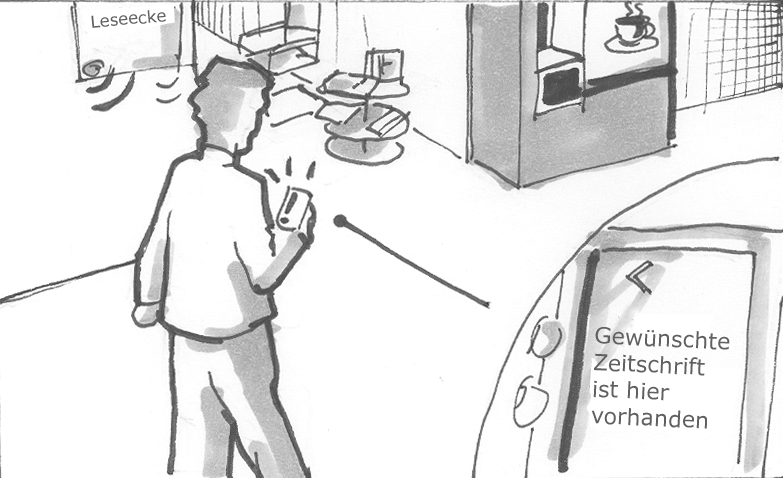 Leseecke
Gewünschte
Zeitschrift
ist hier
vorhanden